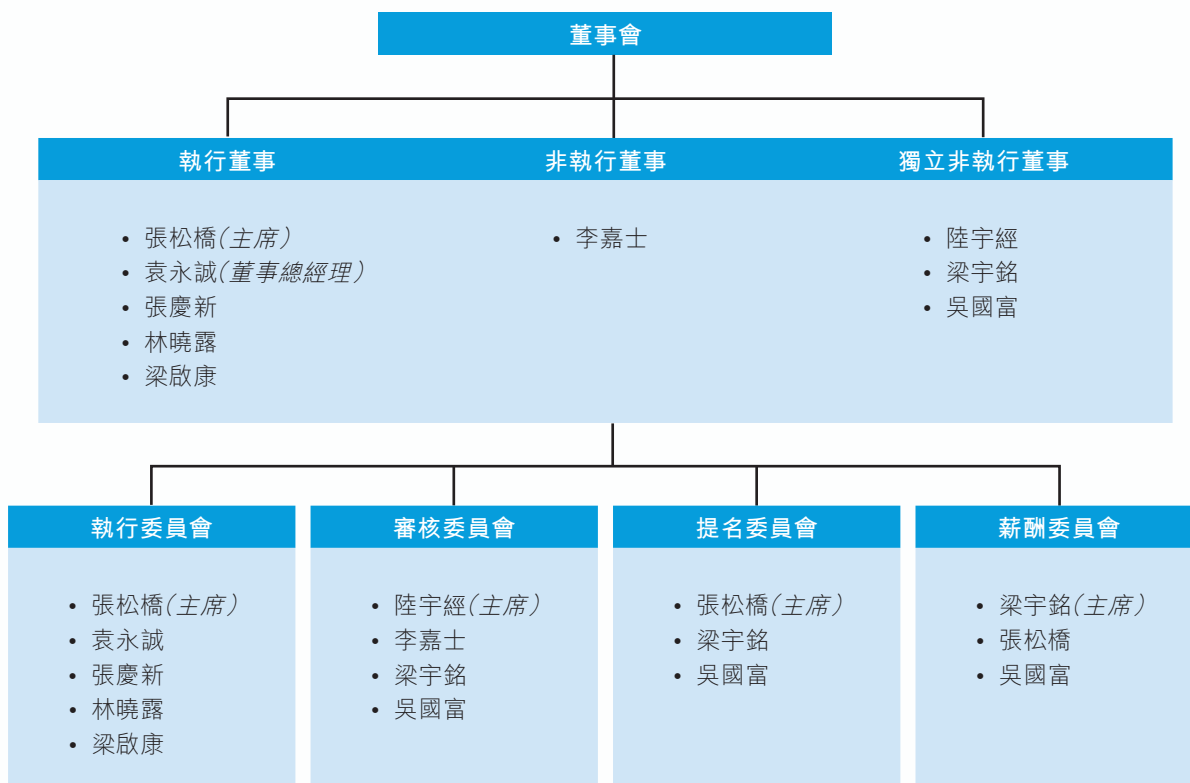 董事會
執行董事
非執行董事
獨立非執行董事
• 張松橋(主席)
• 袁永誠(董事總經理)
• 張慶新
• 林曉露
• 梁啟康
• 李嘉士
• 陸宇經
• 梁宇銘
• 吳國富
執行委員會
• 張松橋(主席)
• 袁永誠
• 張慶新
• 林曉露
• 梁啟康
審核委員會
• 陸宇經(主席)
• 李嘉士
• 梁宇銘
• 吳國富
提名委員會
• 張松橋(主席)
• 梁宇銘
• 吳國富
薪酬委員會
• 梁宇銘(主席)
• 張松橋
• 吳國富